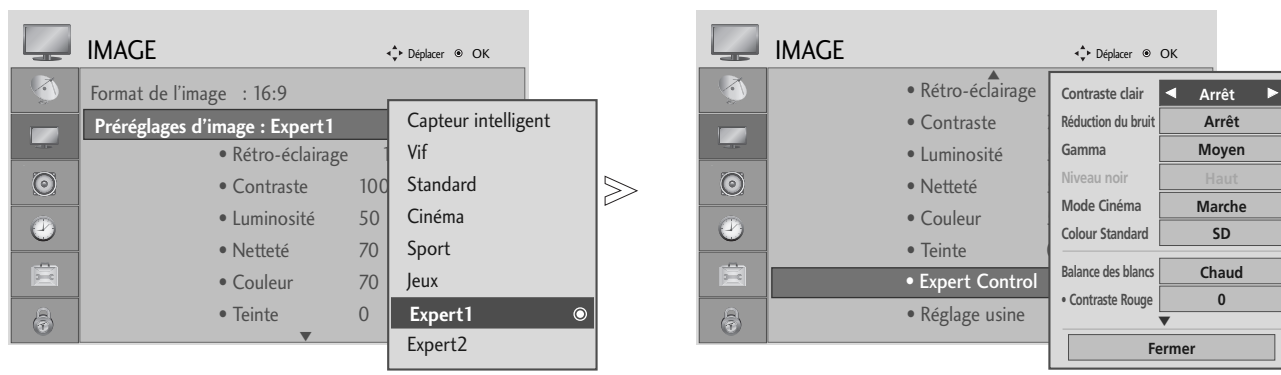 IMAGE
Déplacer OK
Format de l'image : 16:9
Préréglages d'image : Expert1
• Rétro-éclairage
• Contraste 100
• Luminosité 50
• Netteté 70
• Couleur 70
• Teinte 0
Capteur intelligent
Vif
Standard
Cinéma
Sport
Jeux
Expert1
Expert2
IMAGE
Déplacer OK
• Rétro-éclairage
• Contraste
• Luminosité
• Netteté
• Couleur
• Teinte
• Expert Control
• Réglage usine
Contraste clair Arrêt
Réduction du bruit Arrêt
Gamma Moyen
Niveau noir Haut
Mode Cinéma Marche
Colour Standard SD
Balance des blancs Chaud
• Contraste Rouge 0
Fermer